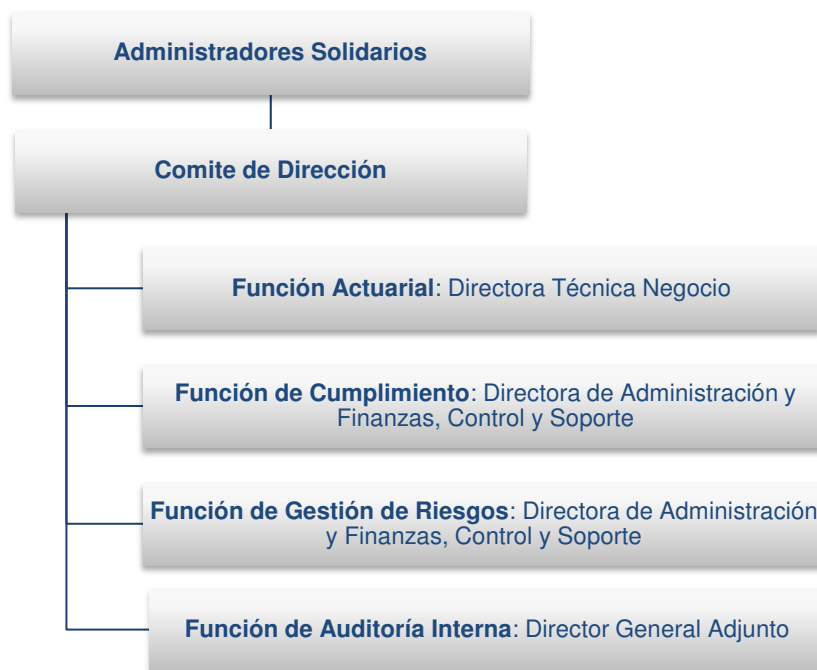 Administradores Solidarios
Comite de Dirección
Función Actuarial: Directora Técnica Negocio
Función de Cumplimiento: Directora de Administración y
Finanzas, Control y Soporte
Función de Gestión de Riesgos: Directora de Administración
y Finanzas, Control y Soporte
Función de Auditoría Interna: Director General Adjunto